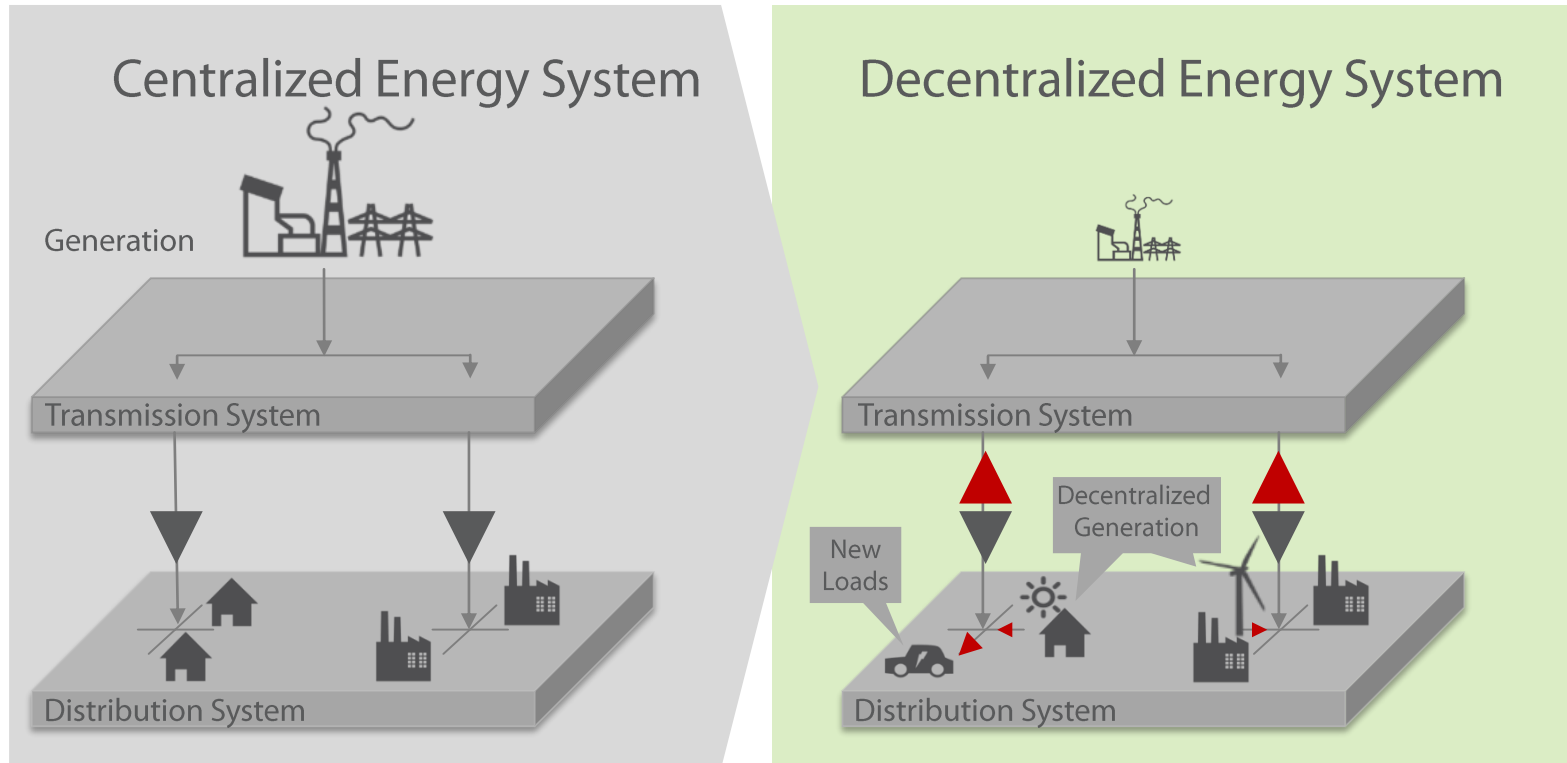 Centralized Energy System
Generation
Transmission System
Distribution System
Decentralized Energy System
Transmission System
Decentralized
Generation
New
Loads
Distribution System